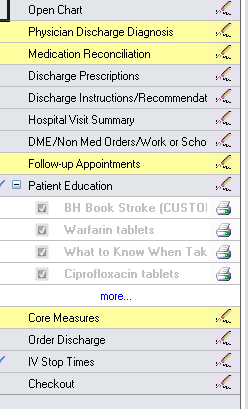 Open Chart
Physician Discharge Diagnosis
Medication Reconciliation
Discharge Prescriptions
Discharge Instructions/Recommendat
Hospital Visit Summary
DME/Non Med Orders/Work or Scho
Follow-up Appointments
Patient Education
BH Book Stroke (CUSTOI
Warfarin tablets
What to Know When Tak
Ciprofloxacin tablets
more...
Core Measures
Order Discharge
IV Stop Times
Checkout